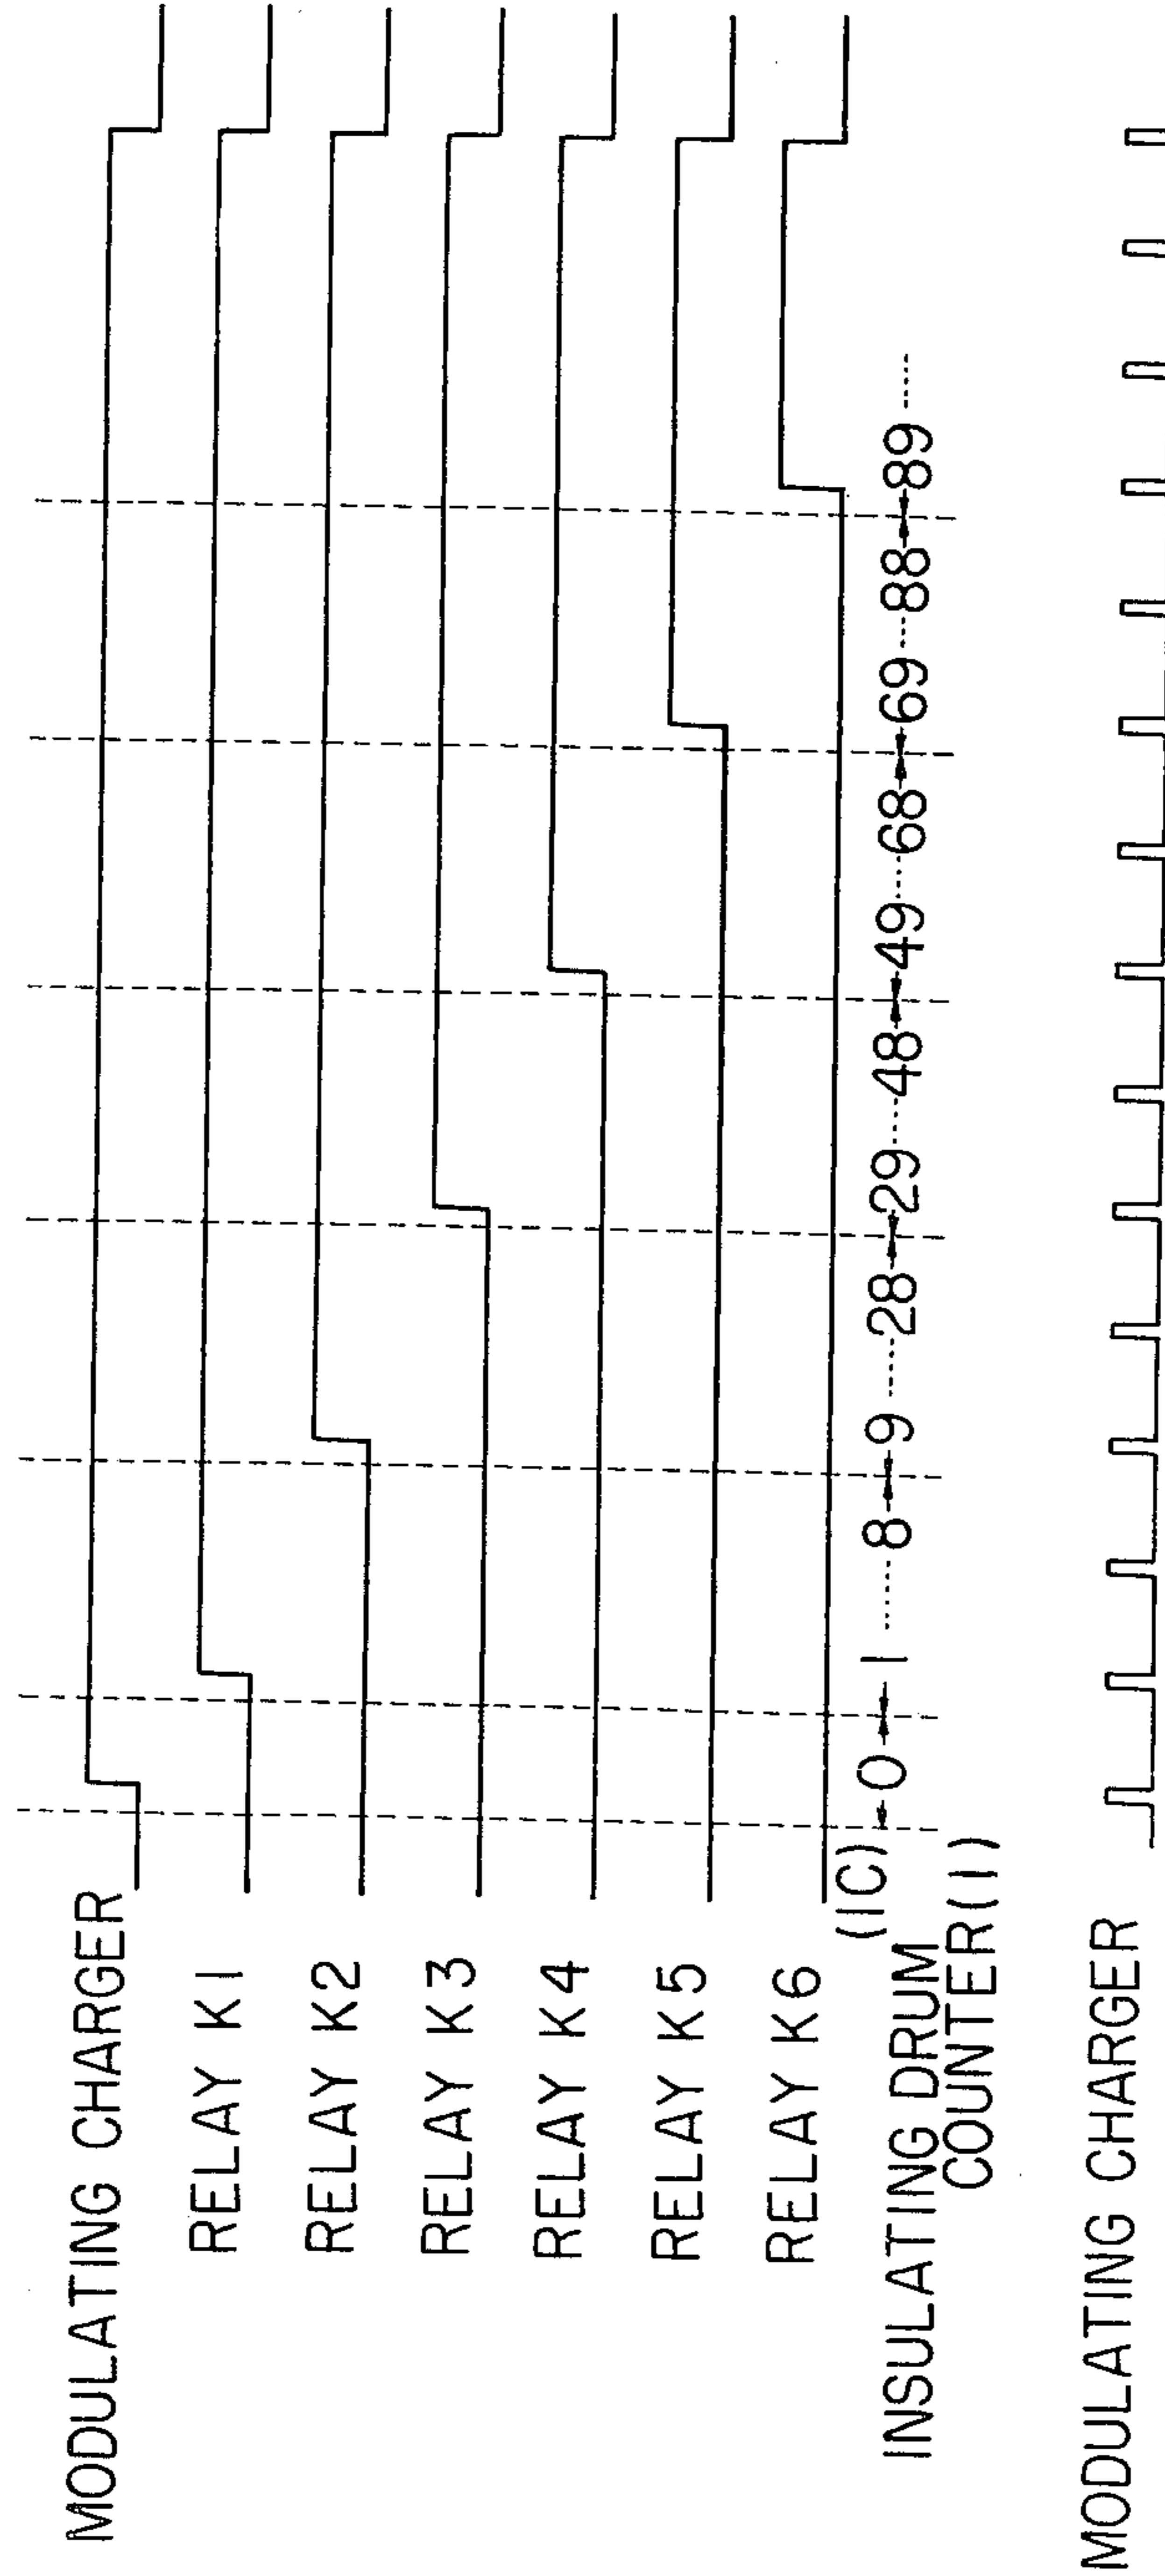 MODULATING CHARGER
RELAY K1
RELAY K2
RELAY K3
RELAY K4
RELAY K5
RELAY K6
(IC)
INSULATING DRUM
COUNTER(1)
0 1 ------ 8 9 ------ 28 29 ------ 48 49 ------ 68 69 ------ 88 89 ------
MODULATING CHARGER